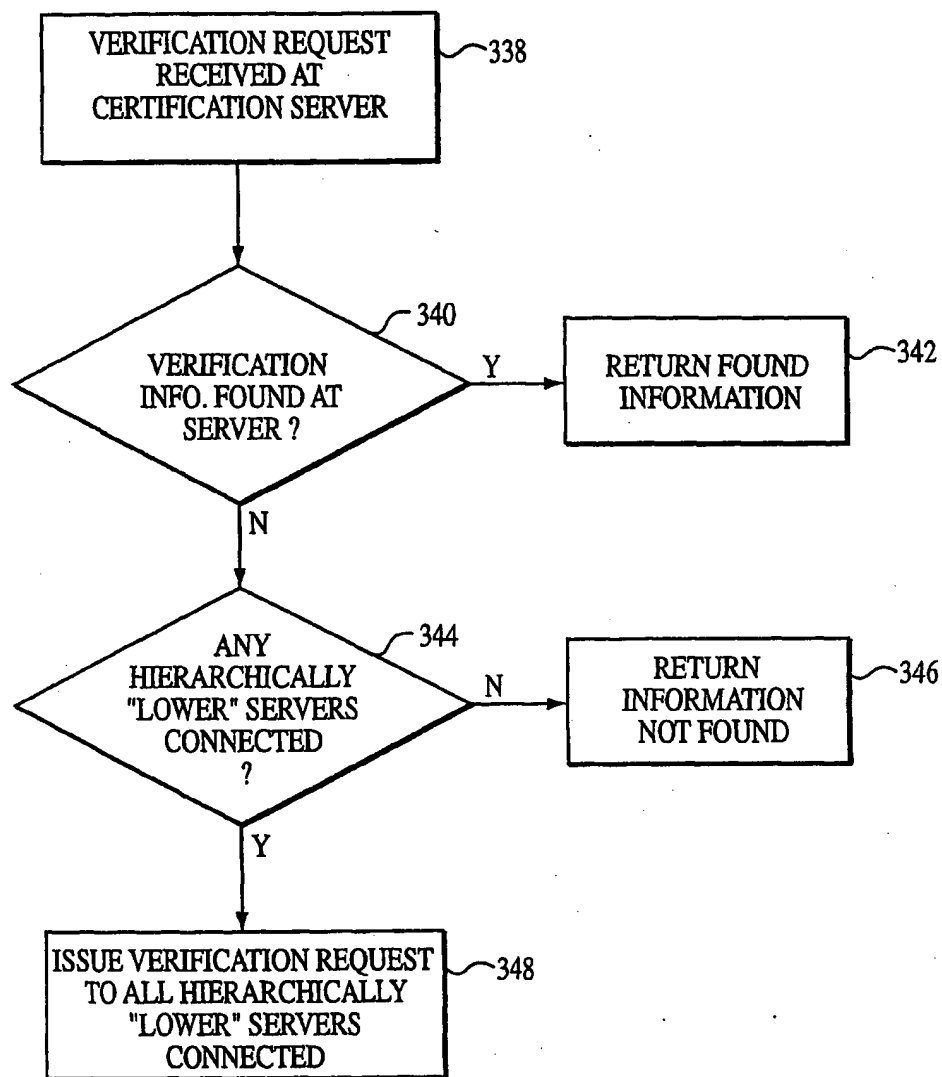 VERIFICATION REQUEST
RECEIVED AT
CERTIFICATION SERVER
338
340
VERIFICATION
INFO. FOUND AT
SERVER ?
Y
RETURN FOUND
INFORMATION
342
N
344
ANY
HIERARCHICALLY
"LOWER" SERVERS
CONNECTED
?
N
RETURN
INFORMATION
NOT FOUND
346
Y
ISSUE VERIFICATION REQUEST
TO ALL HIERARCHICALLY
"LOWER" SERVERS
CONNECTED
348